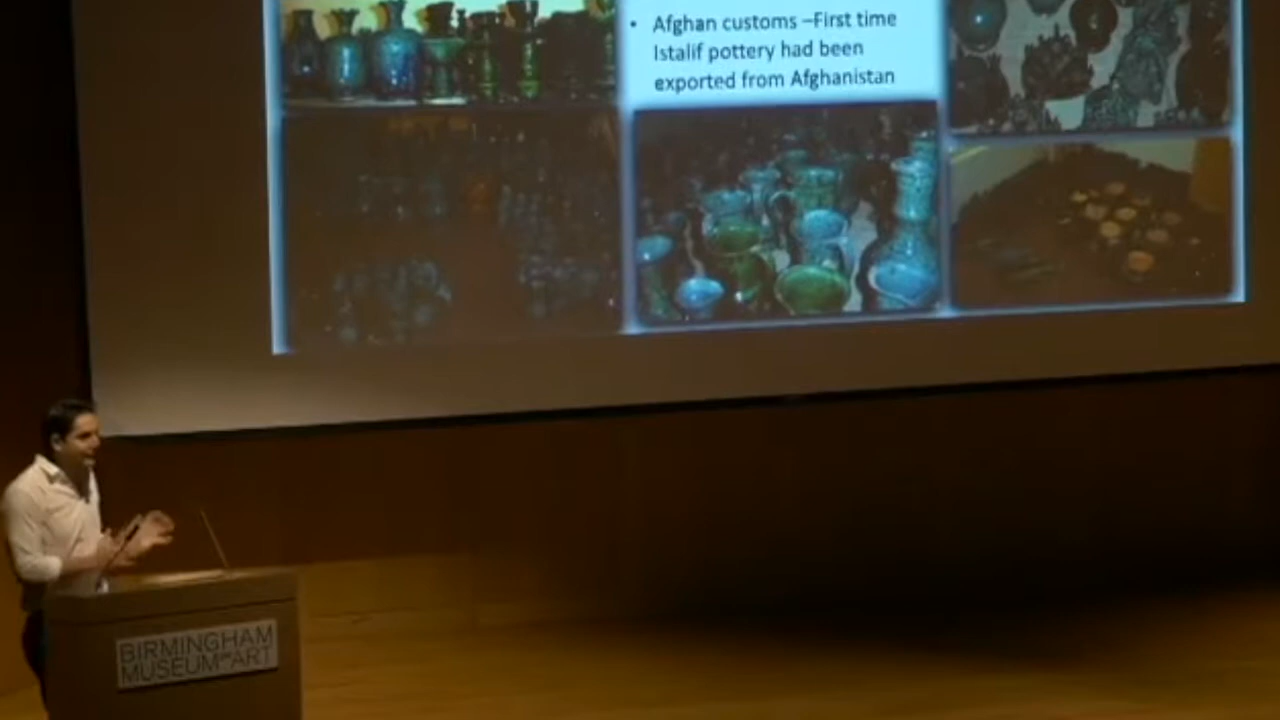 • Afghan customs –First time
Istalif pottery had been
exported from Afghanistan
BIRMINGHAM
MUSEUM OF ART